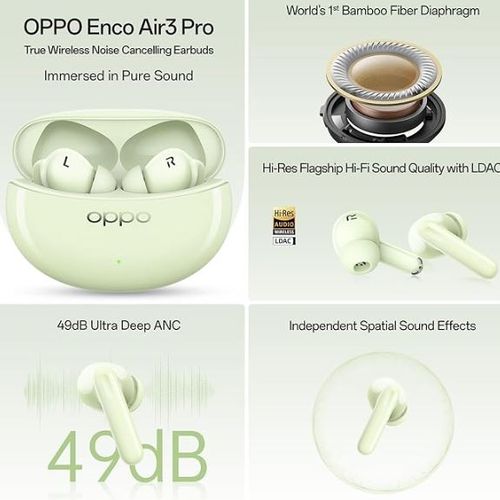 OPPO Enco Air3 Pro
True Wireless Noise Cancelling Earbuds
Immersed in Pure Sound
L
R
oppo
World's 1st Bamboo Fiber Diaphragm
Hi-Res Flagship Hi-Fi Sound Quality with LDAC
Hi-Res
AUDIO
WIRELESS
LDAC
R
49dB Ultra Deep ANC
49dB
Independent Spatial Sound Effects